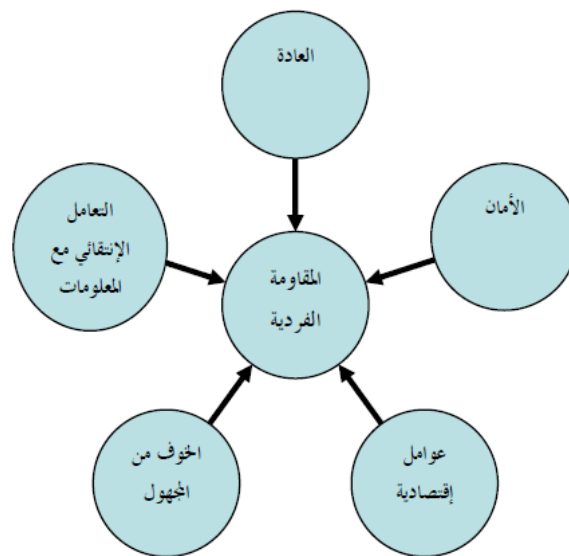 العادة
الأمان
التعامل
الإنتقائي مع
المعلومات
المقاومة
الفردية
عوامل
إقتصادية
الخوف من
المجهول